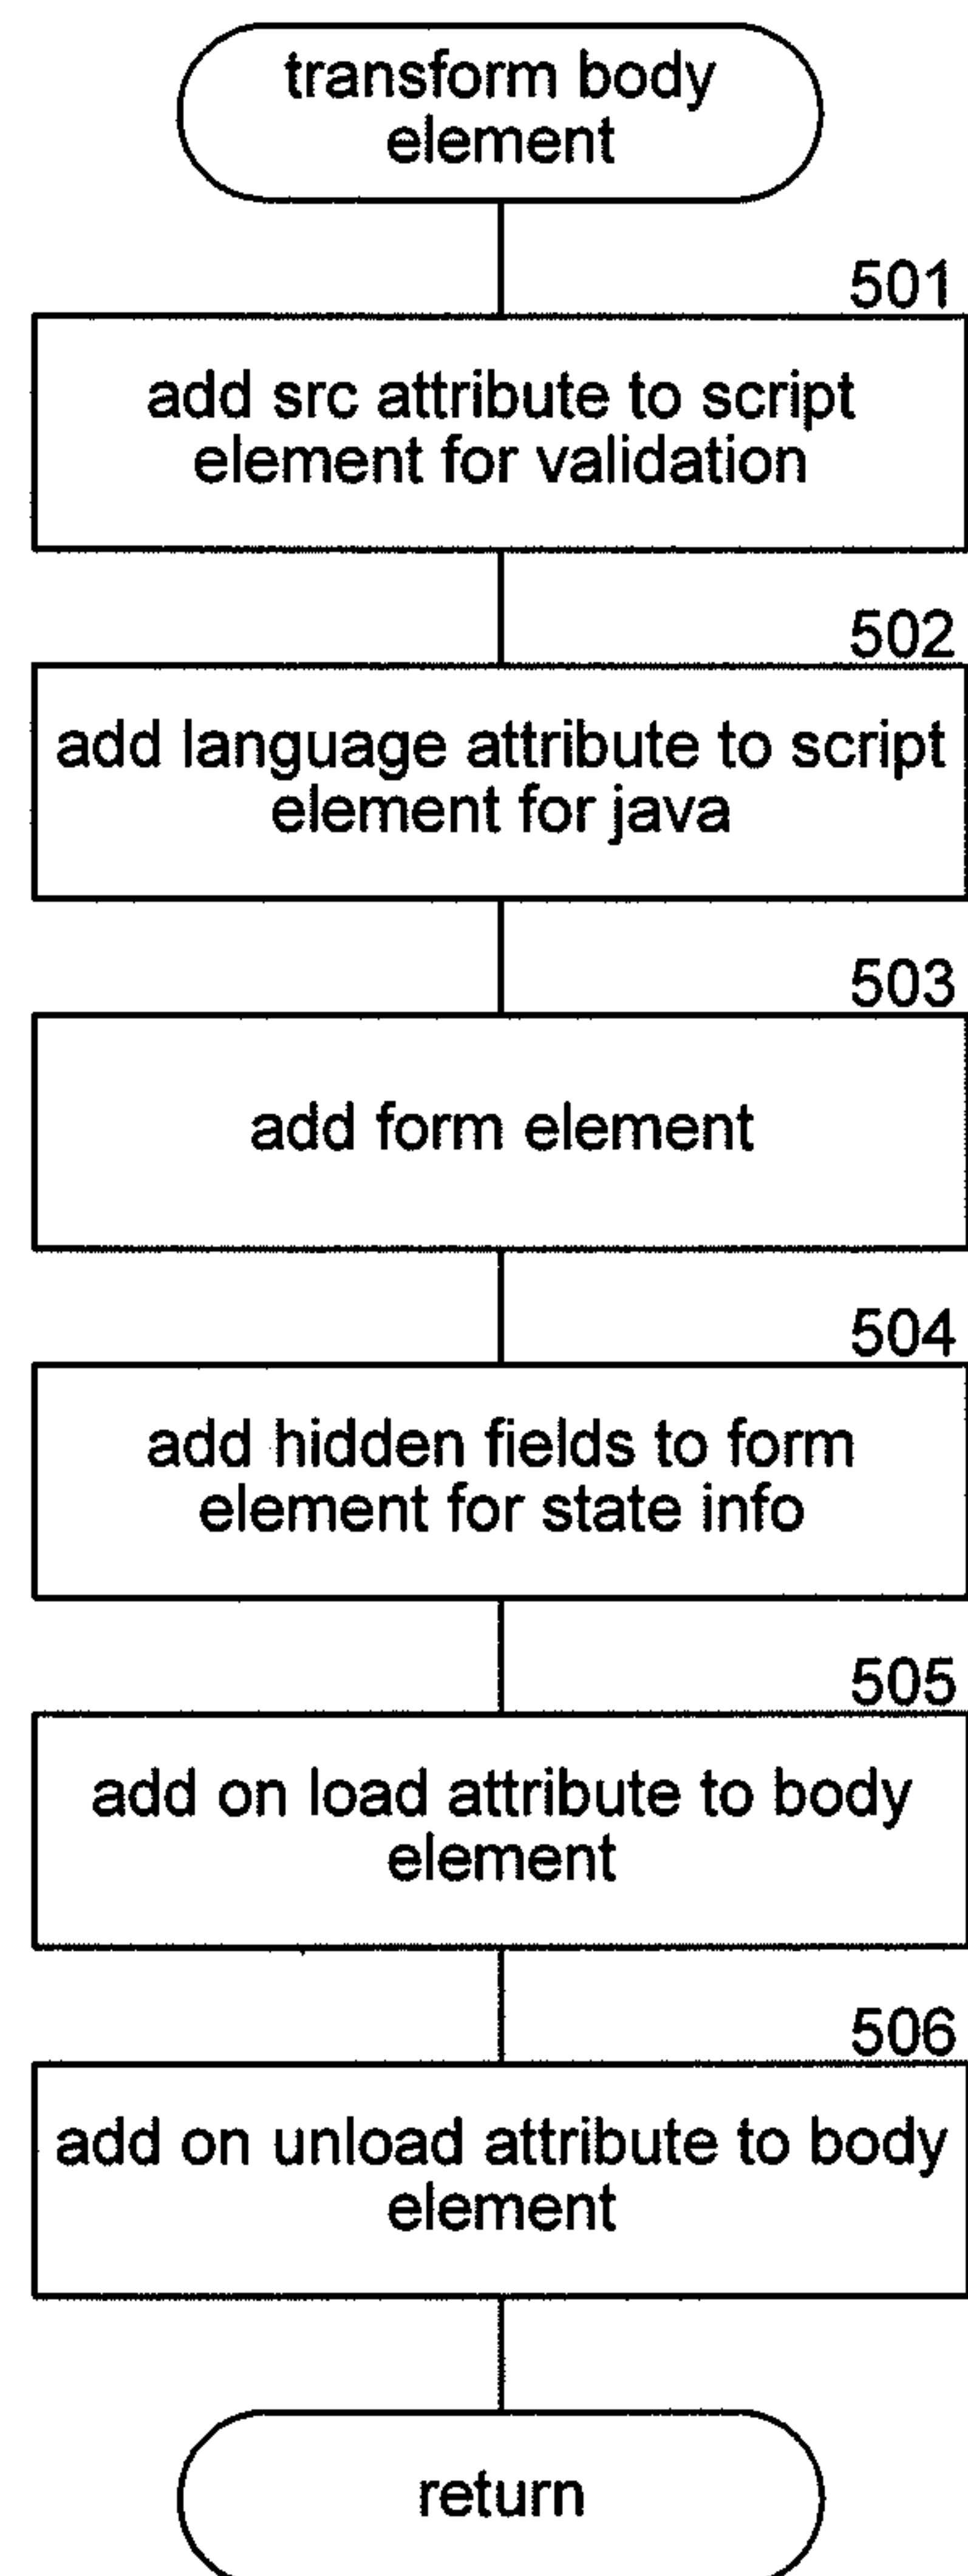 transform body
element
501
add src attribute to script
element for validation
502
add language attribute to script
element for java
503
add form element
504
add hidden fields to form
element for state info
505
add on load attribute to body
element
506
add on unload attribute to body
element
return